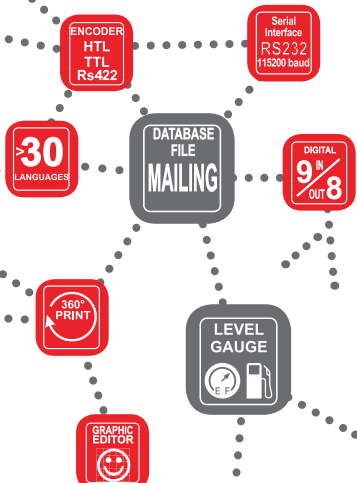 ENCODER
HTL
TTL
Rs422
Serial
Interface
RS232
115200 baud
>30
LANGUAGES
DATABASE
FILE
MAILING
DIGITAL
9 IN
OUT 8
360°
PRINT
LEVEL
GAUGE
E F
GRAPHIC
EDITOR